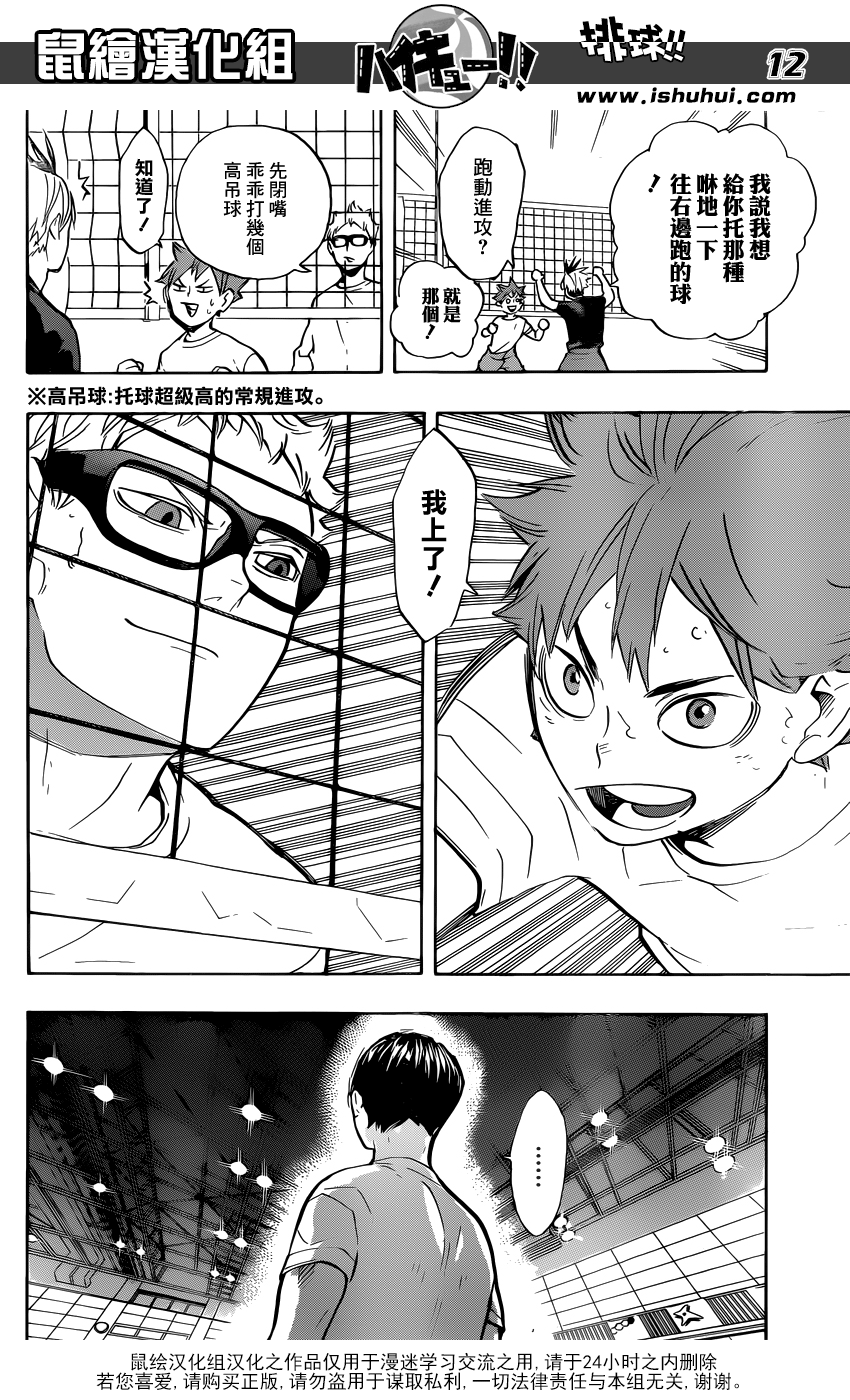 鼠繪漢化組
ハイキュー!!
排球!!
12
www.ishuhui.com
我說我想
給你托那種
咻地一下
往右邊跑的球
！
跑動進攻？
就是
那個！
先閉嘴
乖乖打幾個
高吊球
知道了！
※高吊球:托球超級高的常規進攻。
我上了！
………
鼠绘汉化组汉化之作品仅用于漫迷学习交流之用, 请于24小时之内删除
若您喜爱, 请购买正版, 请勿盗用于谋取私利, 一切法律责任与本组无关, 谢谢.